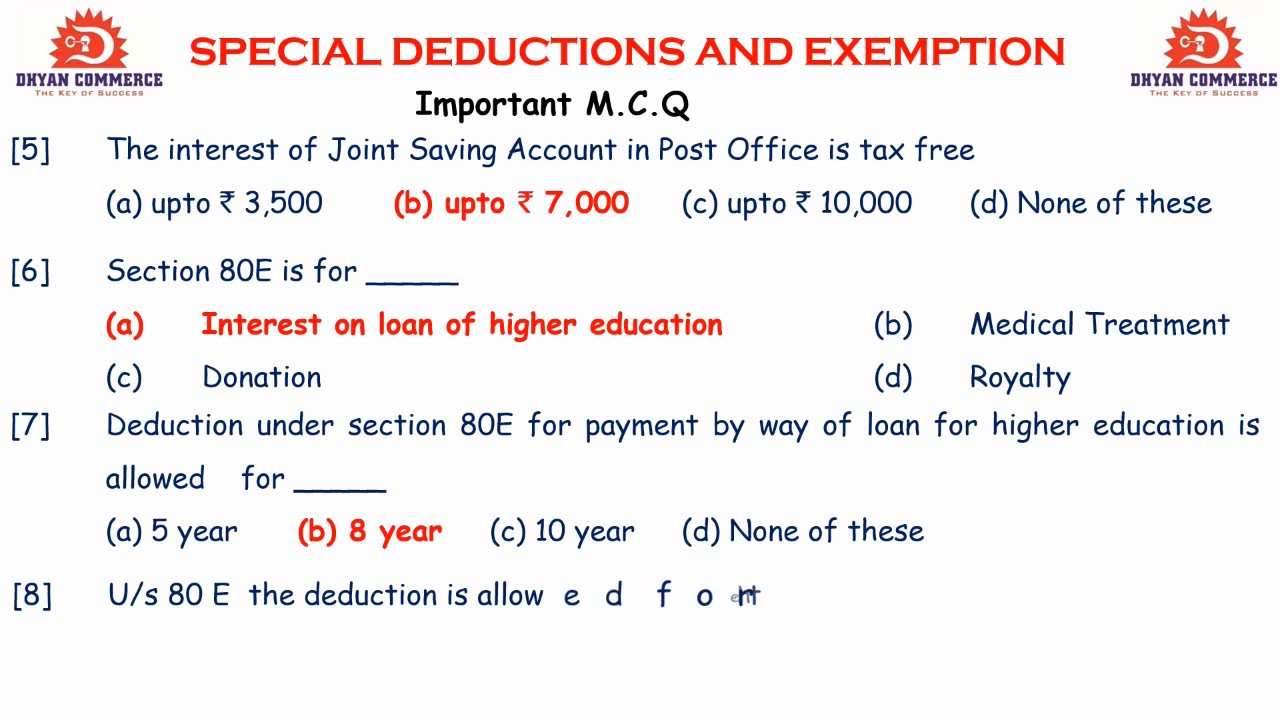 SPECIAL DEDUCTIONS AND EXEMPTION
DHYAN COMMERCE
THE KEY OF SUCCESS
DHYAN COMMERCE
THE KEY OF SUCCESS
Important M.C.Q
[5] The interest of Joint Saving Account in Post Office is tax free
(a) upto ₹ 3,500 (b) upto ₹ 7,000 (c) upto ₹ 10,000 (d) None of these
[6] Section 80E is for _____
(a) Interest on loan of higher education (b) Medical Treatment
(c) Donation (d) Royalty
[7] Deduction under section 80E for payment by way of loan for higher education is
allowed for _____
(a) 5 year (b) 8 year (c) 10 year (d) None of these
[8] U/s 80 E the deduction is allow e d f o r